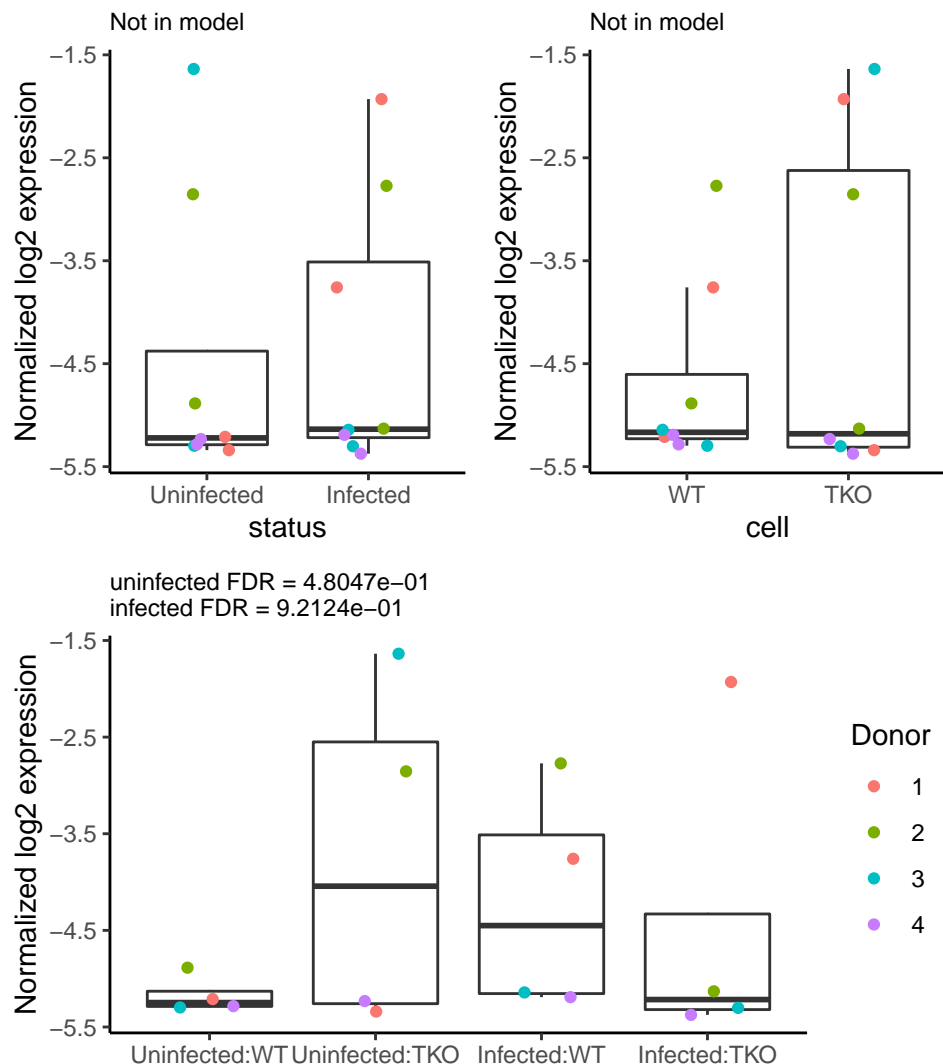 Not in model
Normalized log2 expression
−1.5
−2.5
−3.5
−4.5
−5.5
Uninfected Infected
status
Not in model
Normalized log2 expression
−1.5
−2.5
−3.5
−4.5
−5.5
WT TKO
cell
uninfected FDR = 4.8047e−01
infected FDR = 9.2124e−01
Normalized log2 expression
−1.5
−2.5
−3.5
−4.5
−5.5
Uninfected:WT Uninfected:TKO Infected:WT Infected:TKO
Donor
1
2
3
4